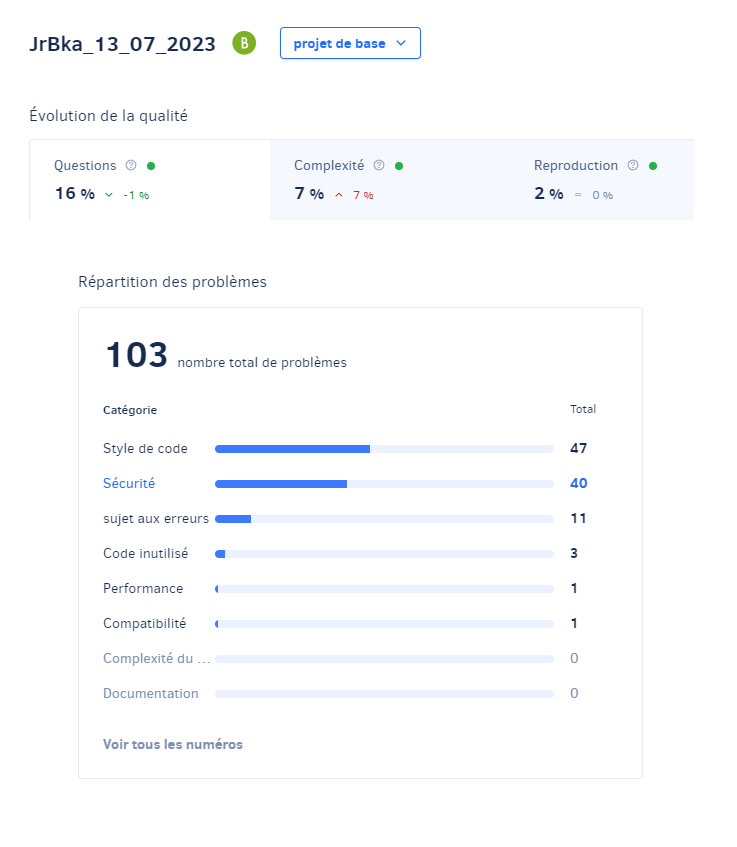 JrBka_13_07_2023 B projet de base
Évolution de la qualité
Questions Complexité Reproduction
16 % -1 % 7 % 7 % 2 % = 0 %
Répartition des problèmes
103 nombre total de problèmes
Catégorie Total
Style de code 47
Sécurité 40
sujet aux erreurs 11
Code inutilisé 3
Performance 1
Compatibilité 1
Complexité du ... 0
Documentation 0
Voir tous les numéros